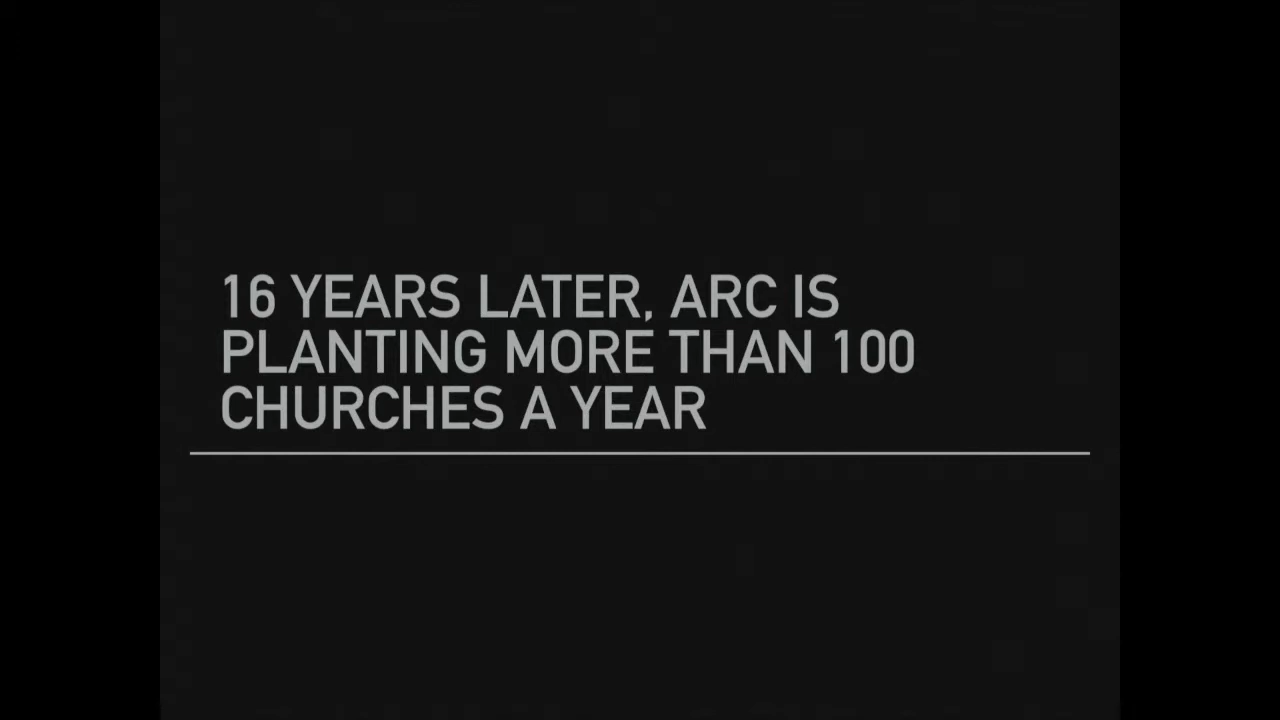 16 YEARS LATER, ARC IS
PLANTING MORE THAN 100
CHURCHES A YEAR